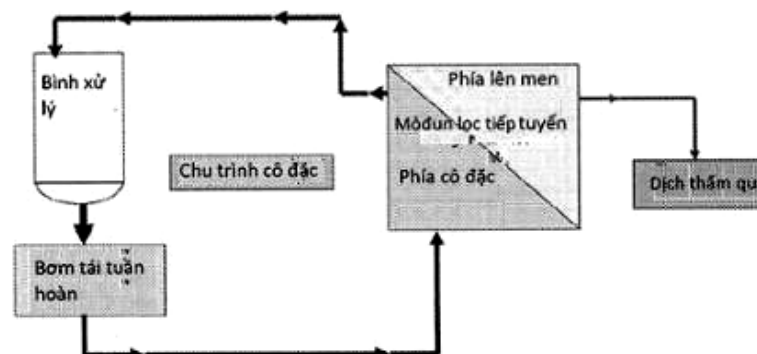 Bình xử
lý
Phía lên men
Môđun lọc tiếp tuyến
Chu trình cô đặc
Phía cô đặc
Dịch thẩm qu
Bơm tái tuần
hoàn